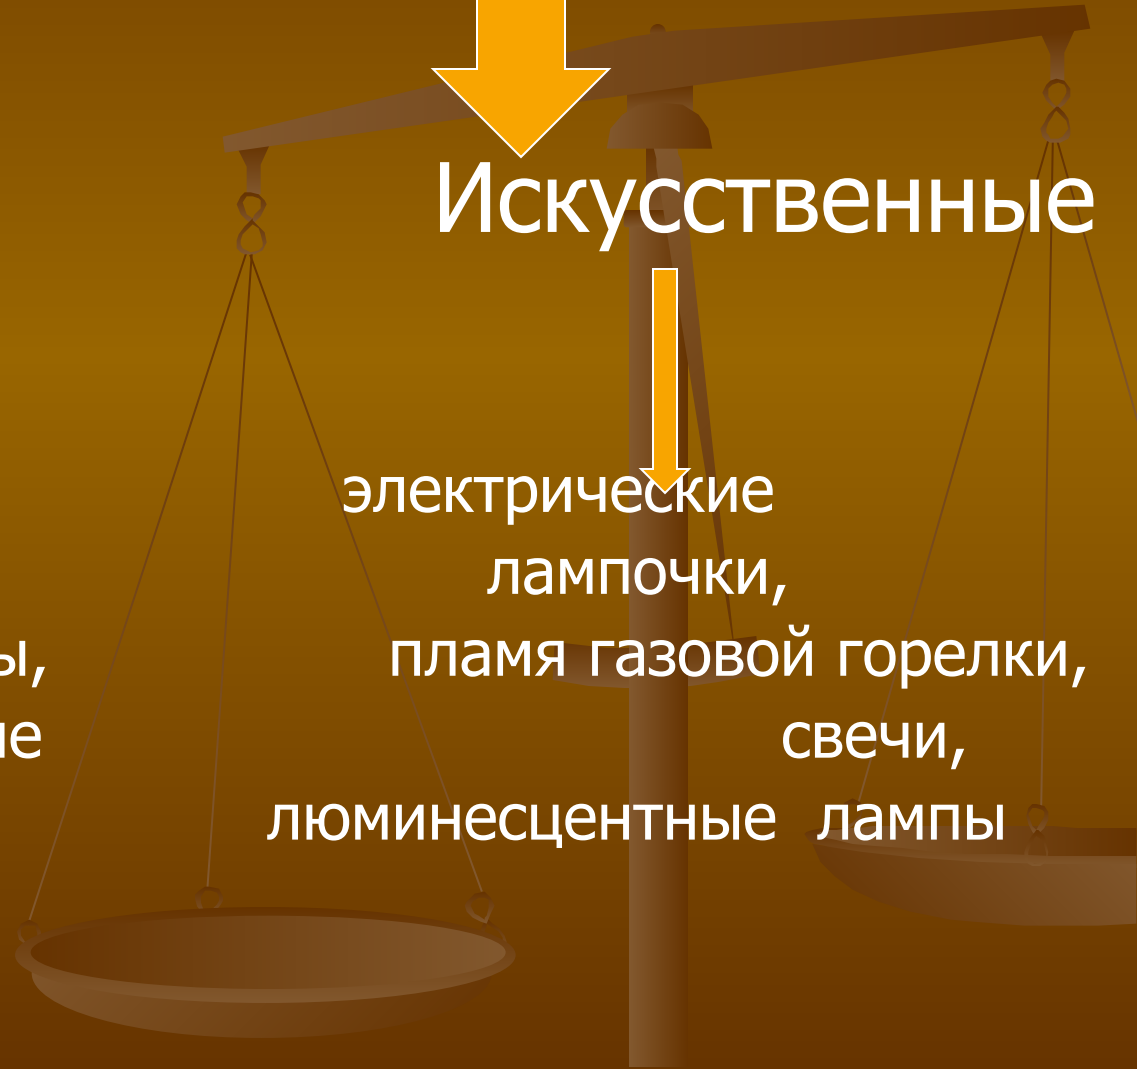 Искусственные
электрические
лампочки,
пламя газовой горелки,
свечи,
люминесцентные лампы